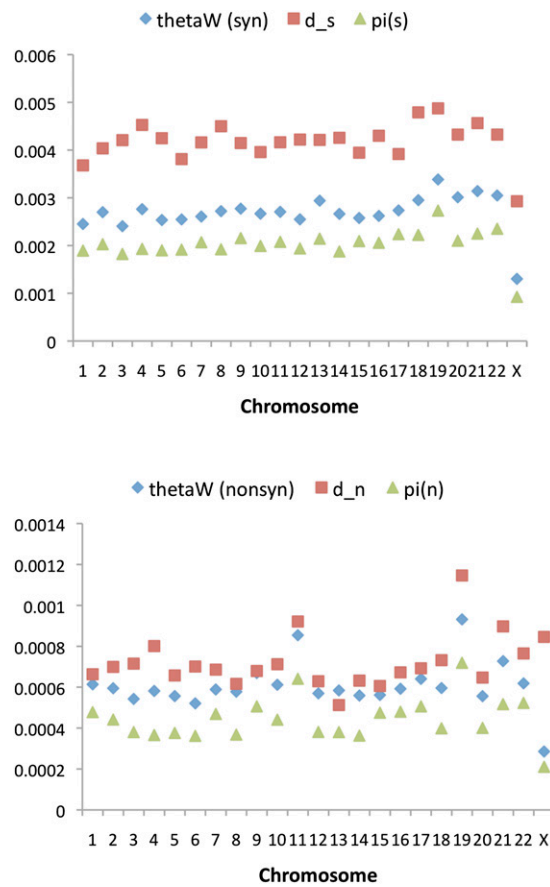 thetaW (syn) d_s pi(s)
0.006
0.005
0.004
0.003
0.002
0.001
0
1 2 3 4 5 6 7 8 9 10 11 12 13 14 15 16 17 18 19 20 21 22 X
Chromosome
thetaW (nonsyn) d_n pi(n)
0.0014
0.0012
0.001
0.0008
0.0006
0.0004
0.0002
0
1 2 3 4 5 6 7 8 9 10 11 12 13 14 15 16 17 18 19 20 21 22 X
Chromosome